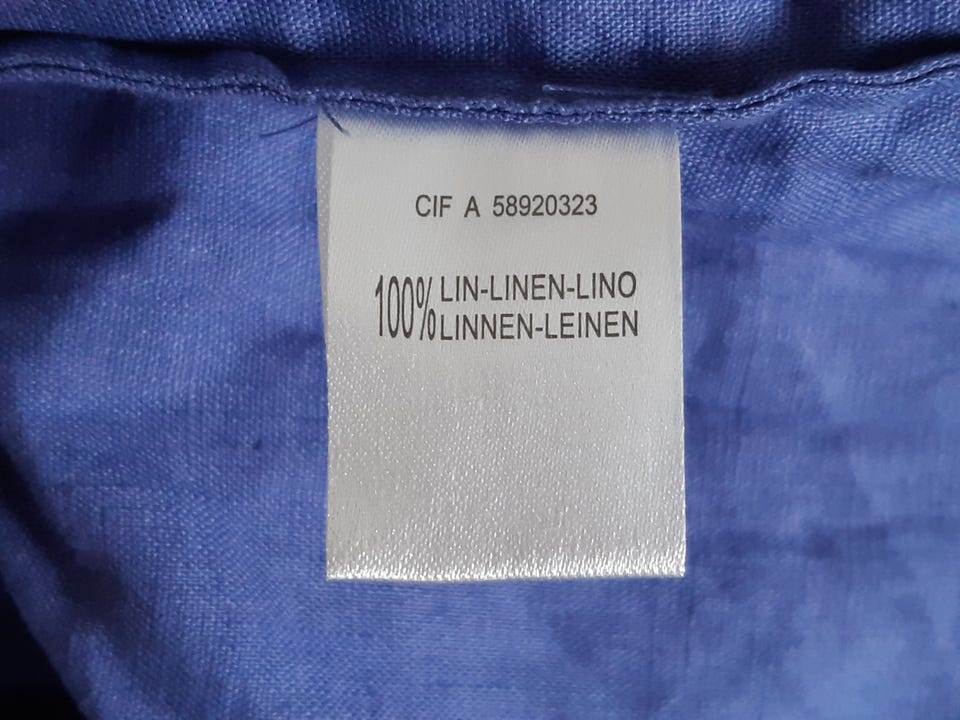 CIF A 58920323
100% LIN-LINEN-LINO
LINNEN-LEINEN